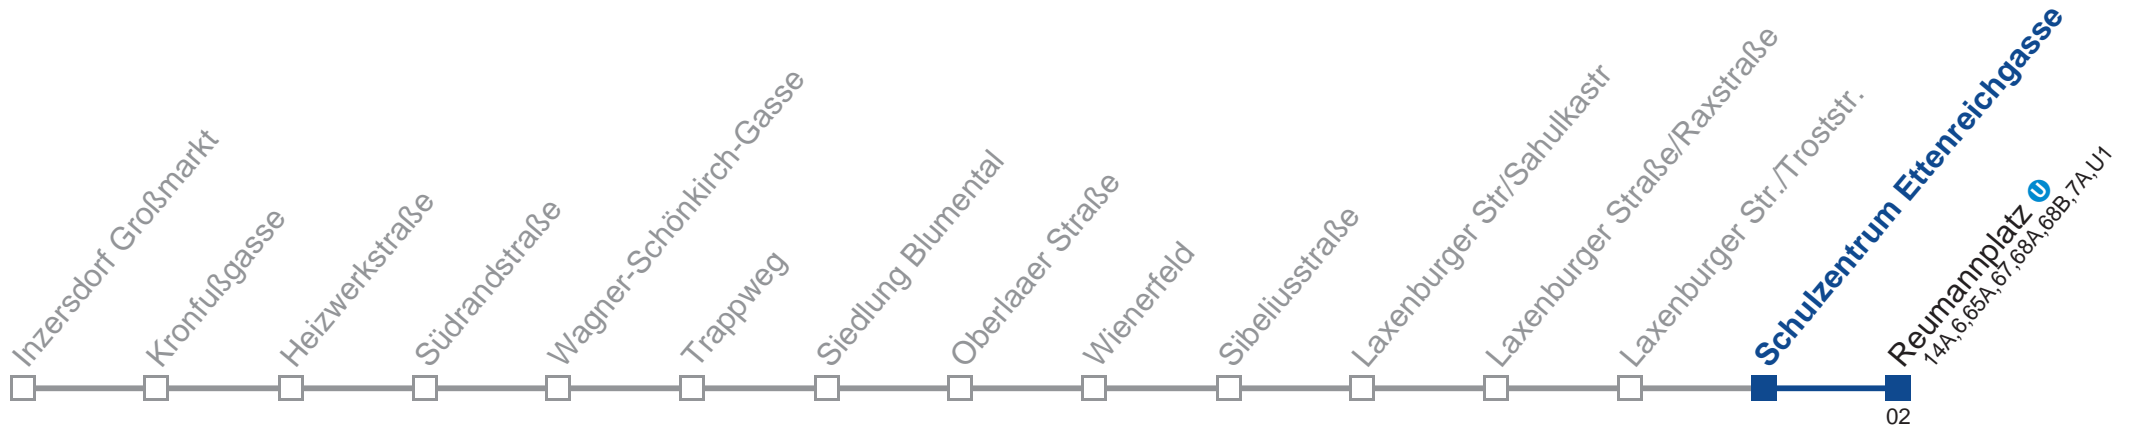 Inzersdorf Großmarkt
Kronfußgasse
Heizwerkstraße
Südrandstraße
Wagner-Schönkirch-Gasse
Trappweg
Siedlung Blumental
Oberlaaer Straße
Wienerfeld
Sibeliusstraße
Laxenburger Str/Sahulkastr
Laxenburger Straße/Raxstraße
Laxenburger Str./Troststr.
Schulzentrum Ettenreichgasse
Reumannplatz U
14A,6,65A,67,68A,68B,7A,U1
02